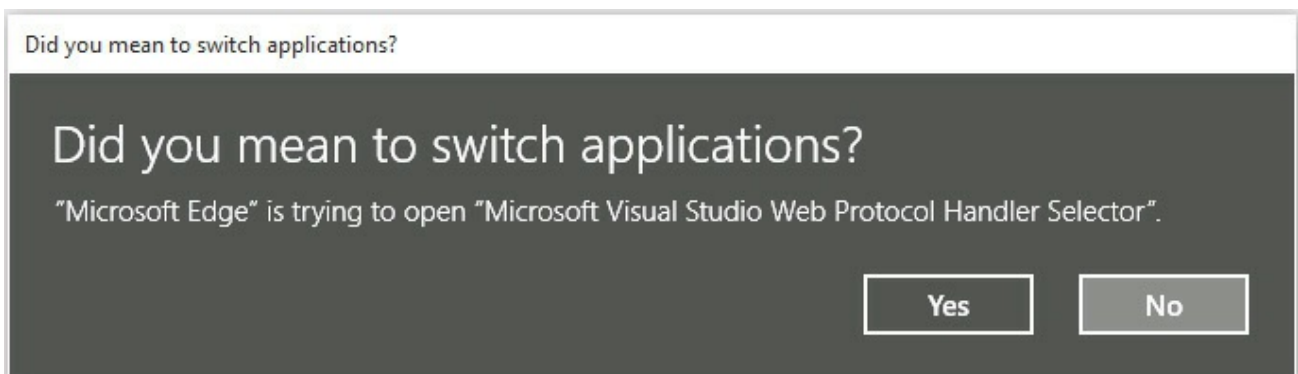 Did you mean to switch applications?
Did you mean to switch applications?
"Microsoft Edge" is trying to open "Microsoft Visual Studio Web Protocol Handler Selector".
Yes
No